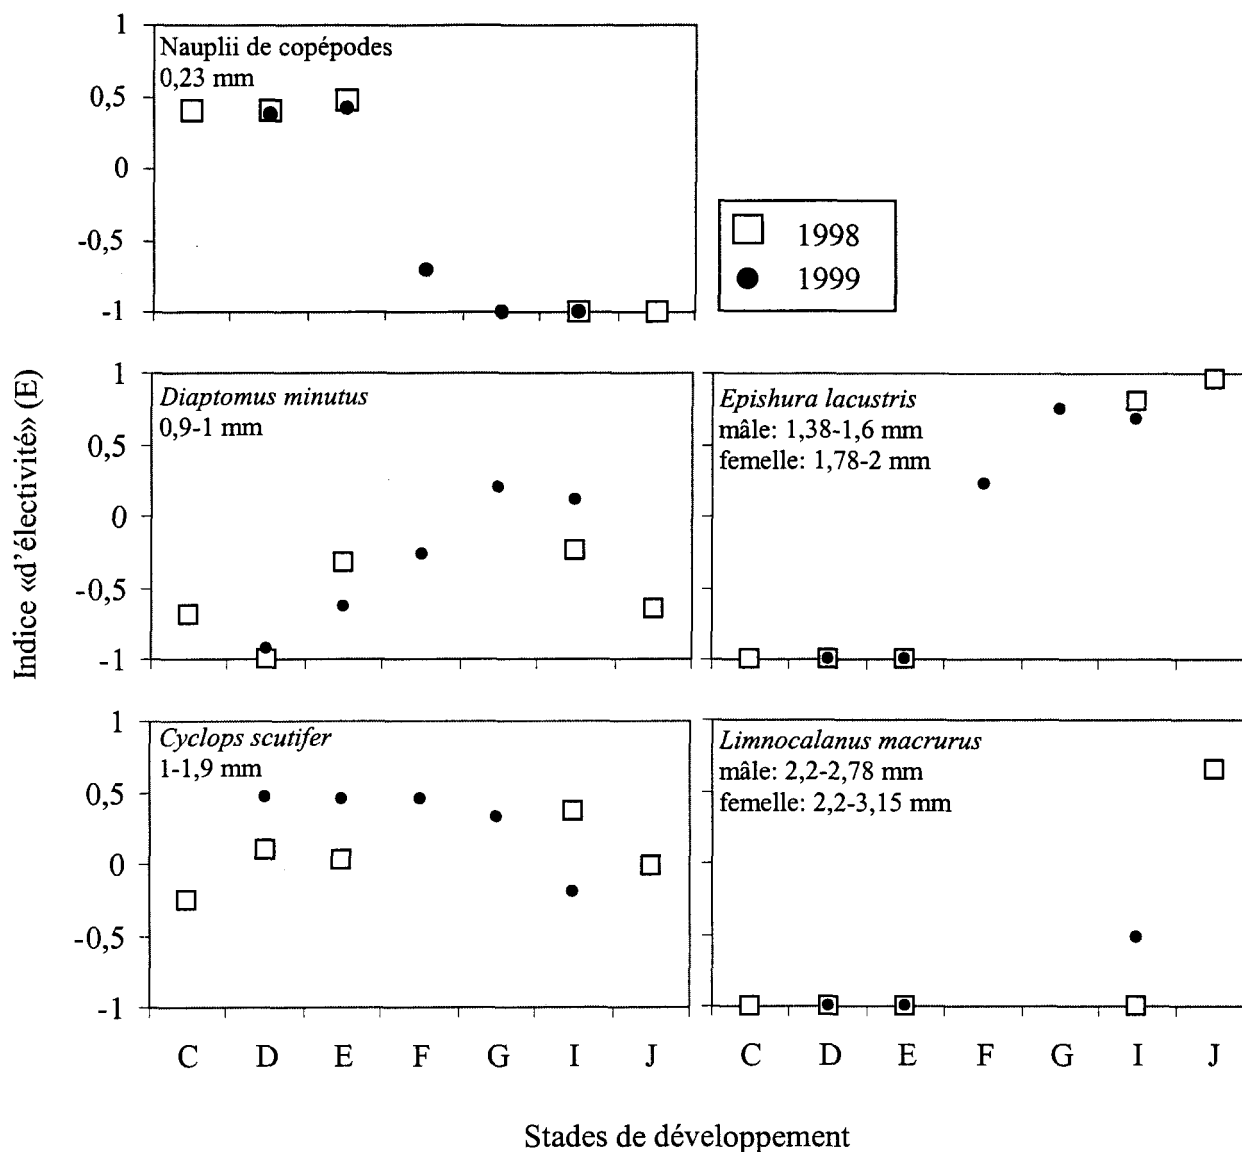 1
0,5
0
-0,5
-1
Nauplii de copépodes
0,23 mm
1998
1999
Indice «d’électivité» (E)
1
0,5
0
-0,5
-1
Diaptomus minutus
0,9-1 mm
Epishura lacustris
mâle: 1,38-1,6 mm
femelle: 1,78-2 mm
1
0,5
0
-0,5
-1
Cyclops scutifer
1-1,9 mm
Limnocalanus macrurus
mâle: 2,2-2,78 mm
femelle: 2,2-3,15 mm
C D E F G I J
C D E F G I J
Stades de développement